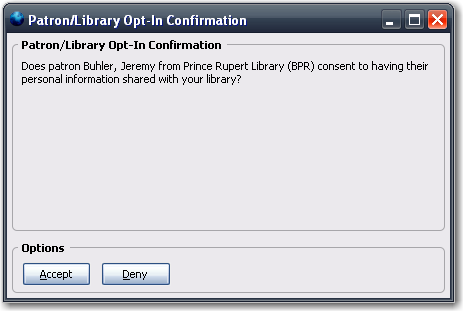 Patron/Library Opt-In Confirmation
Patron/Library Opt-In Confirmation
Does patron Buhler, Jeremy from Prince Rupert Library (BPR) consent to having their
personal information shared with your library?
Options
Accept Deny